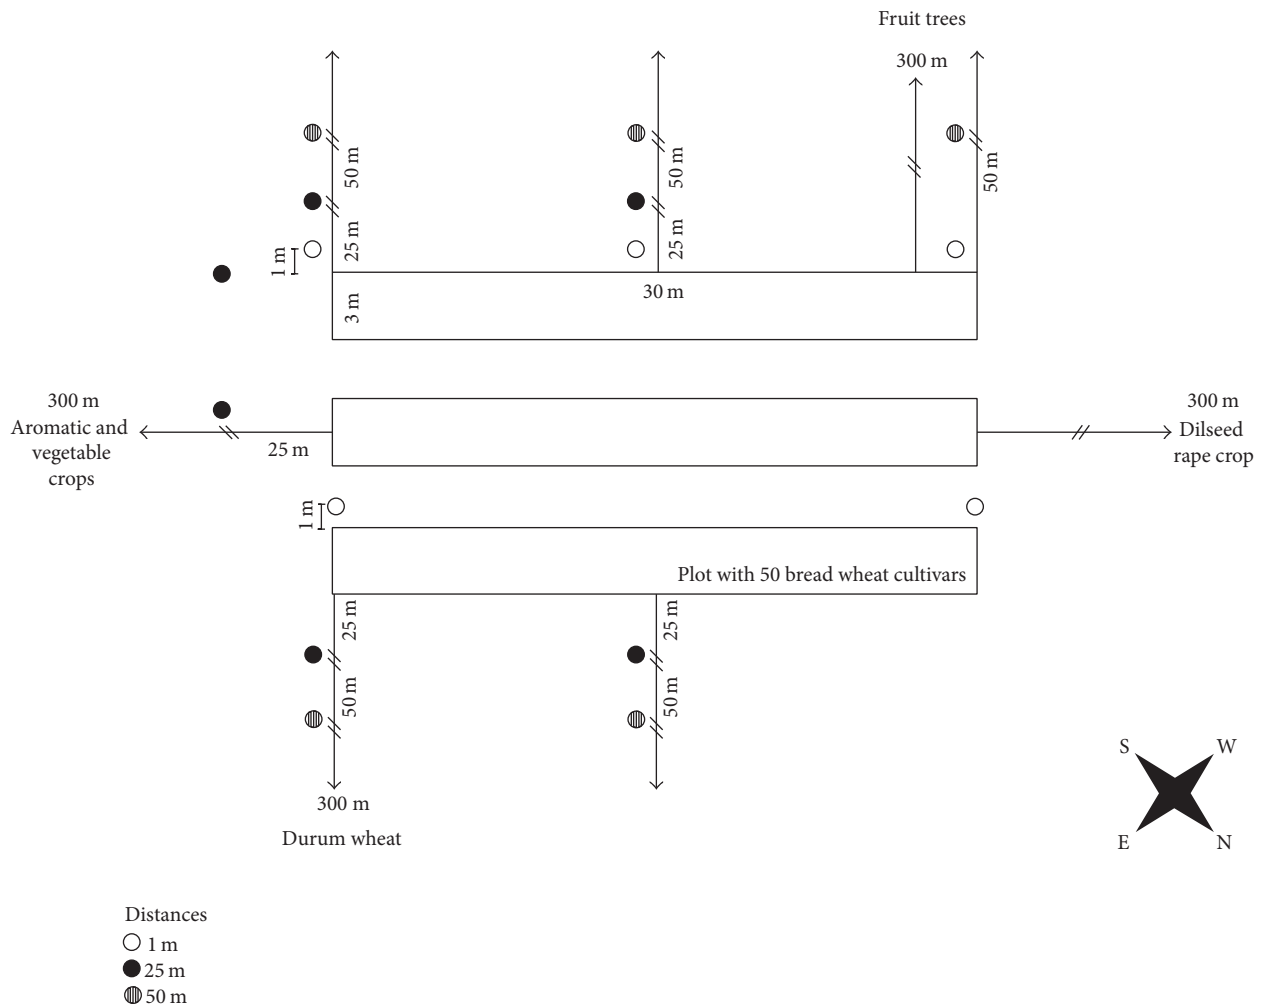 Fruit trees
300 m
50 m
50 m
50 m
25 m
25 m
1 m
3 m
30 m
300 m
Aromatic and
vegetable
crops
25 m
300 m
Dilseed
rape crop
1 m
Plot with 50 bread wheat cultivars
25 m
25 m
50 m
50 m
300 m
Durum wheat
S
W
E
N
Distances
1 m
25 m
50 m